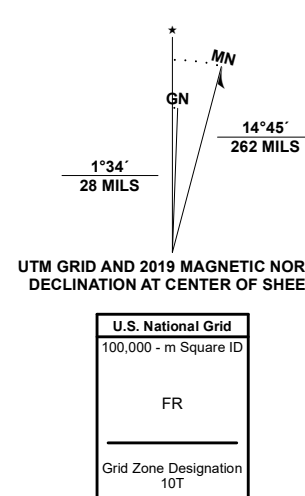 ★
MN
GN
14°45´
262 MILS
1°34´
28 MILS
UTM GRID AND 2019 MAGNETIC NOR
DECLINATION AT CENTER OF SHEE
U.S. National Grid
100,000 - m Square ID
FR
Grid Zone Designation
10T